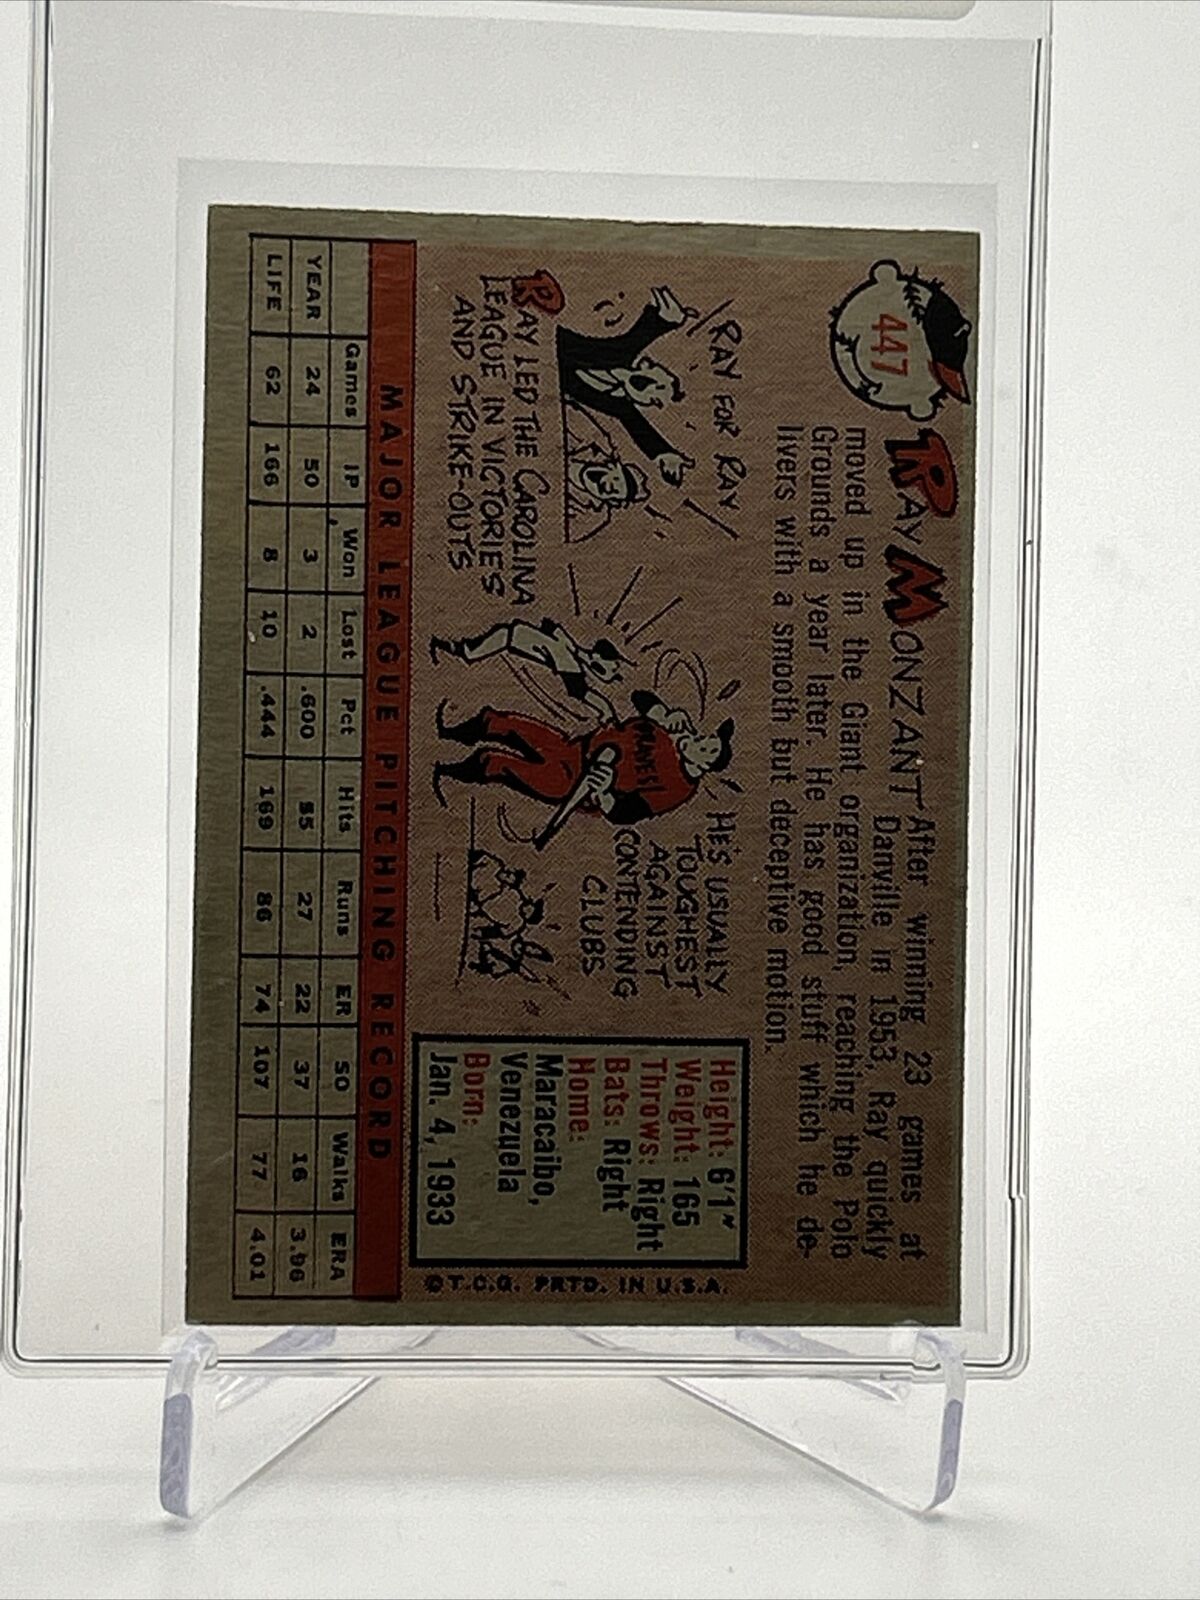 447
RAY MONZANT
After winning 23 games at
Danville in 1953, Ray quickly
moved up in the Giant organization, reaching the Polo
Grounds a year later. He has good stuff which he de-
livers with a smooth but deceptive motion.
RAY FOR RAY
RAY LED THE CAROLINA
LEAGUE IN VICTORIES
AND STRIKE-OUTS
HE'S USUALLY
TOUGHEST
AGAINST
CONTENDING
CLUBS
Height: 6'1"
Weight: 165
Throws: Right
Bats: Right
Home:
Maracaibo,
Venezuela
Born:
Jan. 4, 1933
© T.C.G. PRTD. IN U.S.A.
MAJOR LEAGUE PITCHING RECORD
Games IP Won Lost Pct Hits Runs ER SO Walks ERA
YEAR 24 50 3 2 .600 55 27 22 37 16 3.96
LIFE 62 166 8 10 .444 169 86 74 107 77 4.01